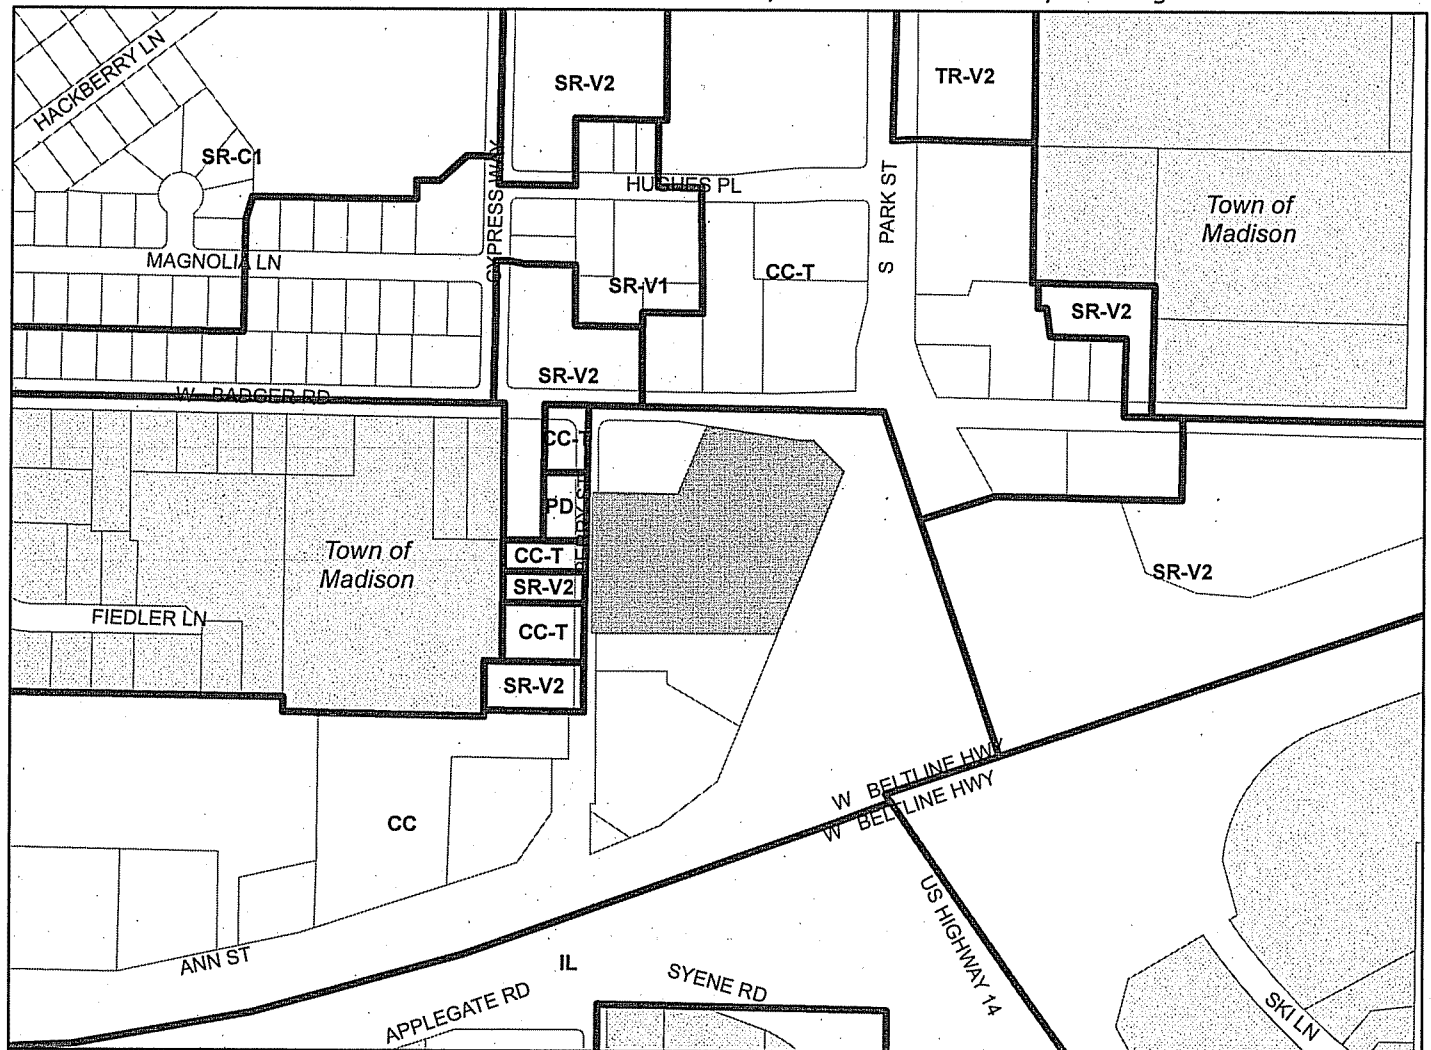 HACKBERRY LN
SR-V2
TR-V2
SR-C1
HUGHES PL
CYPRESS WAY
S PARK ST
Town of
Madison
MAGNOLIA LN
SR-V1
CC-T
SR-V2
SR-V2
W BADGER RD
CC-T
PD
Town of
Madison
CC-T
SR-V2
SR-V2
FIEDLER LN
CC-T
SR-V2
W BELTLINE HWY
W BELTLINE HWY
CC
US HIGHWAY 14
ANN ST
IL
SYENE RD
APPLEGATE RD
SKI LN